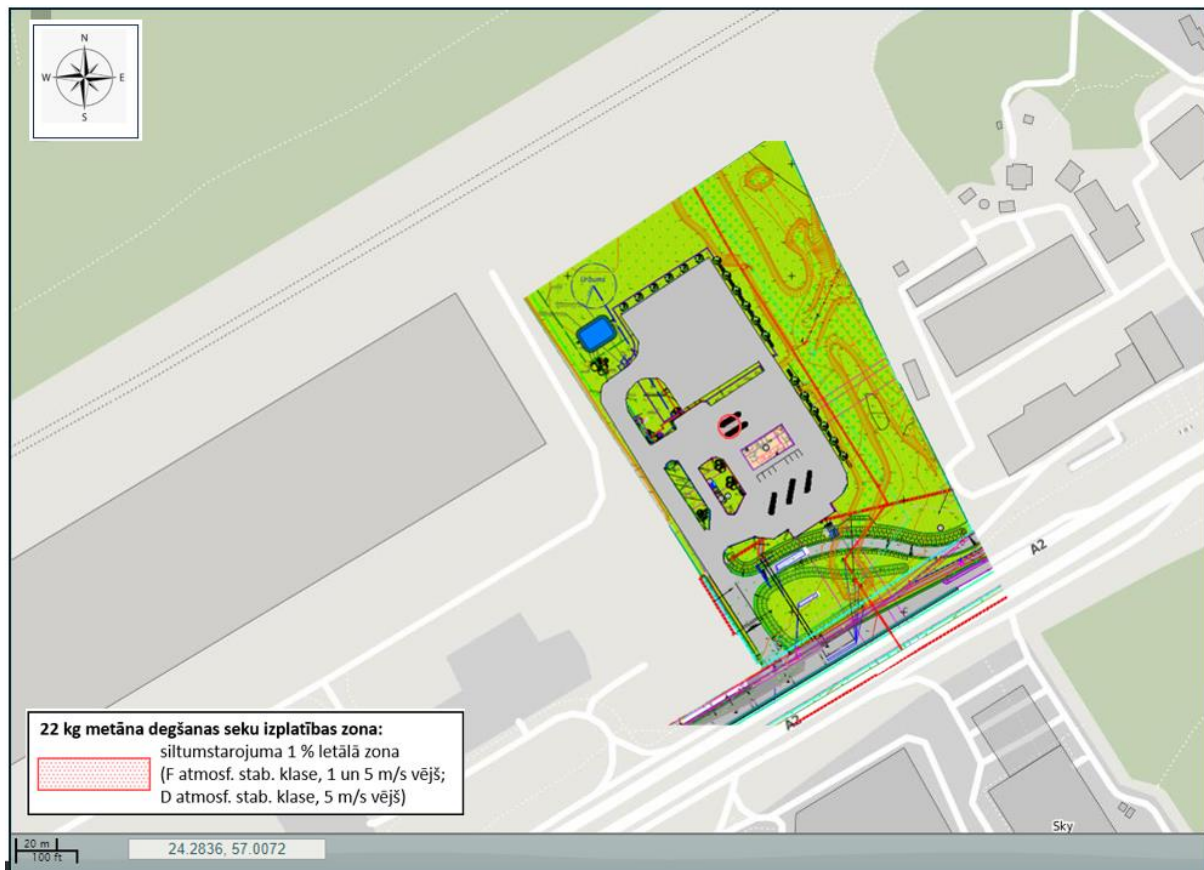 N
W E
S
Urbums
A2
A2
22 kg metāna degšanas seku izplatības zona:
siltumstarojuma 1 % letālā zona
(F atmosf. stab. klase, 1 un 5 m/s vējš;
D atmosf. stab. klase, 5 m/s vējš)
Sky
20 m
100 ft
24.2836, 57.0072